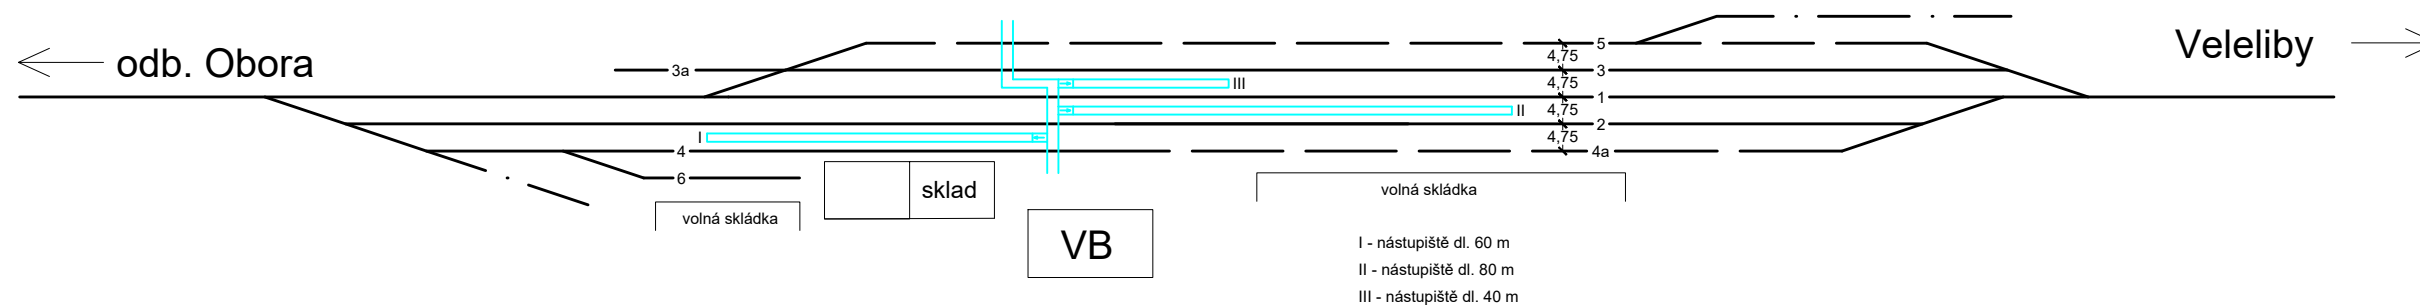 odb. Obora
Veleliby
5
4,75
3a
3
4,75
III
1
4,75
II
2
I
4,75
4
4a
6
sklad
volná skládka
volná skládka
VB
I - nástupiště dl. 60 m
II - nástupiště dl. 80 m
III - nástupiště dl. 40 m